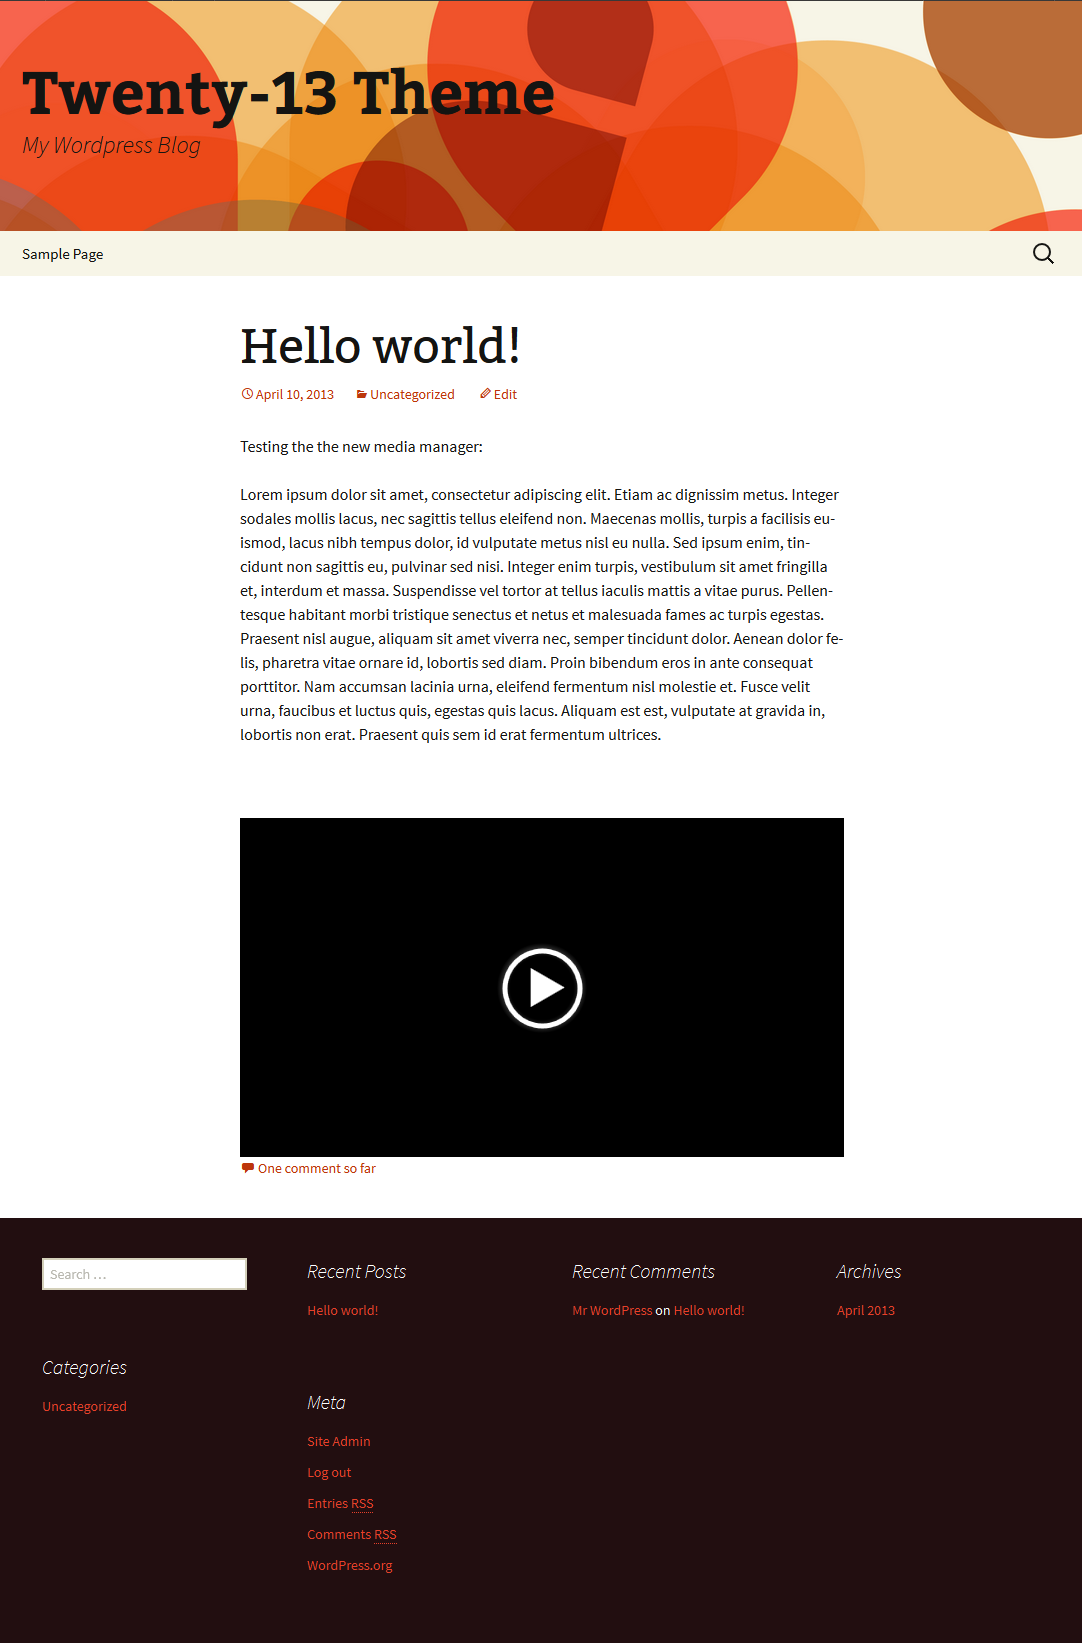 Twenty-13 Theme
My Wordpress Blog
Sample Page
Hello world!
April 10, 2013 Uncategorized Edit
Testing the the new media manager:
Lorem ipsum dolor sit amet, consectetur adipiscing elit. Etiam ac dignissim metus. Integer
sodales mollis lacus, nec sagittis tellus eleifend non. Maecenas mollis, turpis a facilisis eu-
ismod, lacus nibh tempus dolor, id vulputate metus nisl eu nulla. Sed ipsum enim, tin-
cidunt non sagittis eu, pulvinar sed nisi. Integer enim turpis, vestibulum sit amet fringilla
et, interdum et massa. Suspendisse vel tortor at tellus iaculis mattis a vitae purus. Pellen-
tesque habitant morbi tristique senectus et netus et malesuada fames ac turpis egestas.
Praesent nisl augue, aliquam sit amet viverra nec, semper tincidunt dolor. Aenean dolor fe-
lis, pharetra vitae ornare id, lobortis sed diam. Proin bibendum eros in ante consequat
porttitor. Nam accumsan lacinia urna, eleifend fermentum nisl molestie et. Fusce velit
urna, faucibus et luctus quis, egestas quis lacus. Aliquam est est, vulputate at gravida in,
lobortis non erat. Praesent quis sem id erat fermentum ultrices.
One comment so far
Search ...
Recent Posts
Hello world!
Recent Comments
Mr WordPress on Hello world!
Archives
April 2013
Categories
Uncategorized
Meta
Site Admin
Log out
Entries RSS
Comments RSS
WordPress.org